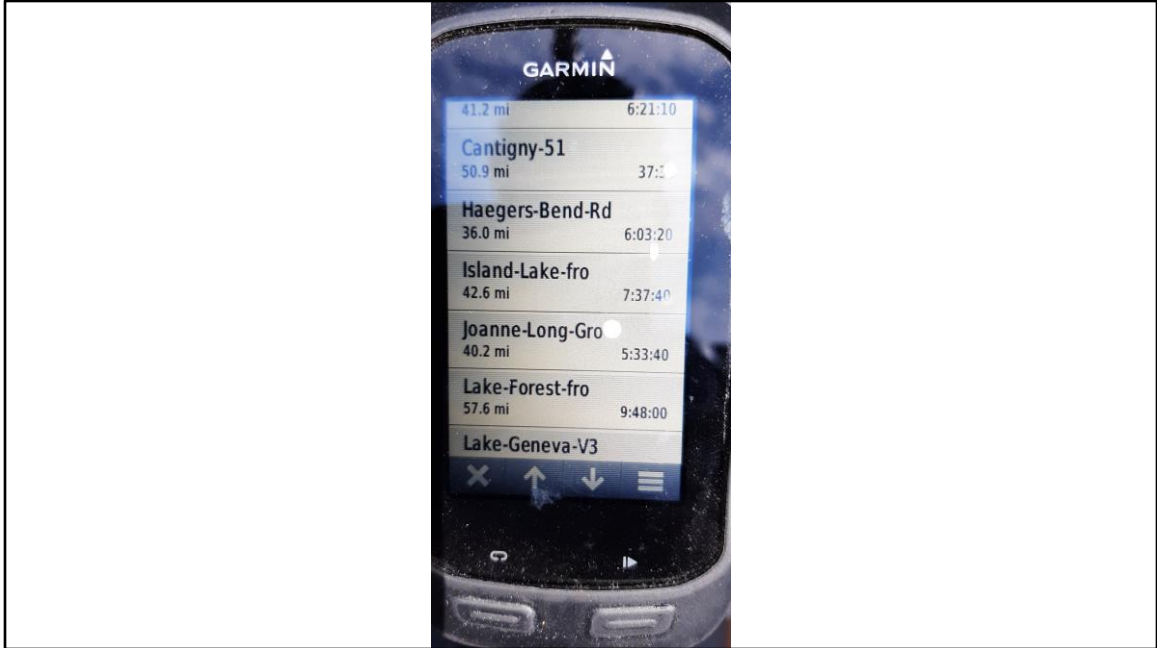 GARMIN
41.2 mi 6:21:10
Cantigny-51
50.9 mi
Haegers-Bend-Rd
36.0 mi 6:03:20
Island-Lake-fro
42.6 mi 7:37:40
Joanne-Long-Gro
40.2 mi 5:33:40
Lake-Forest-fro
57.6 mi 9:48:00
Lake-Geneva-V3